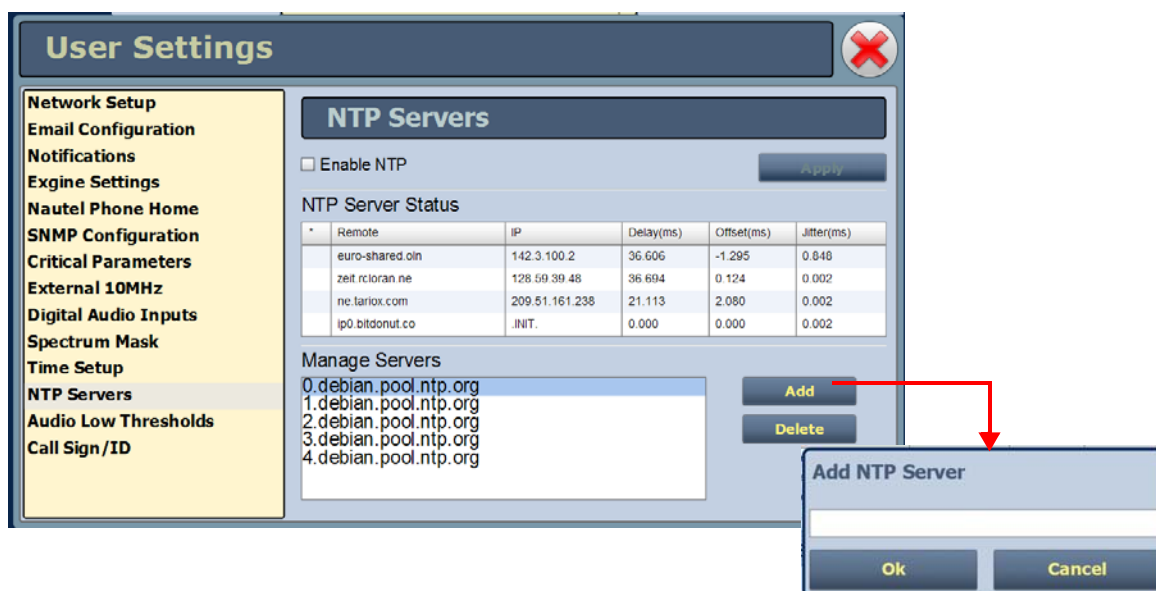 User Settings
Network Setup
Email Configuration
Notifications
Exgine Settings
Nautel Phone Home
SNMP Configuration
Critical Parameters
External 10MHz
Digital Audio Inputs
Spectrum Mask
Time Setup
NTP Servers
Audio Low Thresholds
Call Sign/ID
NTP Servers
Enable NTP
Apply
NTP Server Status
* Remote IP Delay(ms) Offset(ms) Jitter(ms)
euro-shared.oln 142.3.100.2 36.606 -1.295 0.848
zeit.rcloran.ne 128.59.39.48 36.694 0.124 0.002
ne.tariox.com 209.51.161.238 21.113 2.080 0.002
ip0.bitdonut.co .INIT. 0.000 0.000 0.002
Manage Servers
0.debian.pool.ntp.org
1.debian.pool.ntp.org
2.debian.pool.ntp.org
3.debian.pool.ntp.org
4.debian.pool.ntp.org
Add
Delete
Add NTP Server
Ok Cancel